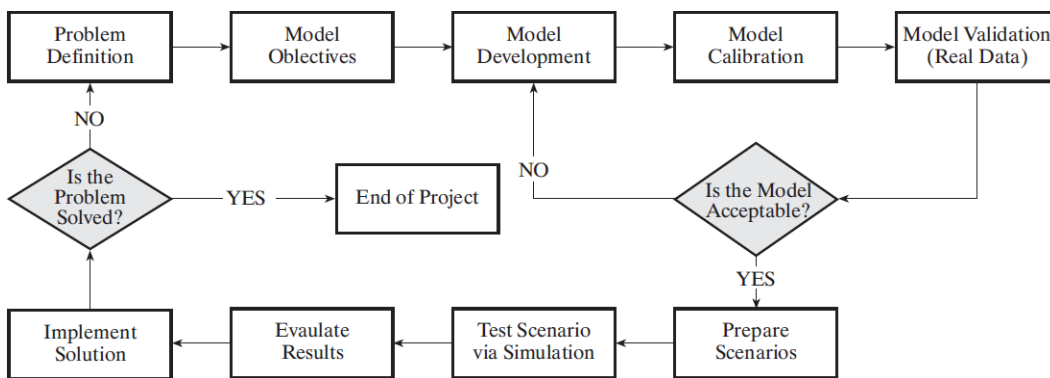 Problem
Definition
Model
Olbectives
Model
Development
Model
Calibration
Model Validation
(Real Data)
NO
Is the
Problem
Solved?
YES
End of Project
NO
Is the Model
Acceptable?
YES
Implement
Solution
Evaulate
Results
Test Scenario
via Simulation
Prepare
Scenarios